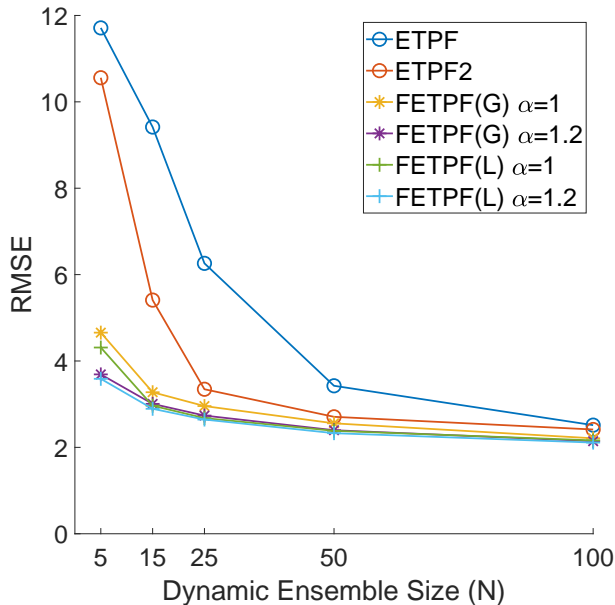 12
10
8
6
4
2
0
RMSE
ETPF
ETPF2
FETPF(G) α=1
FETPF(G) α=1.2
FETPF(L) α=1
FETPF(L) α=1.2
5 15 25 50 100
Dynamic Ensemble Size (N)